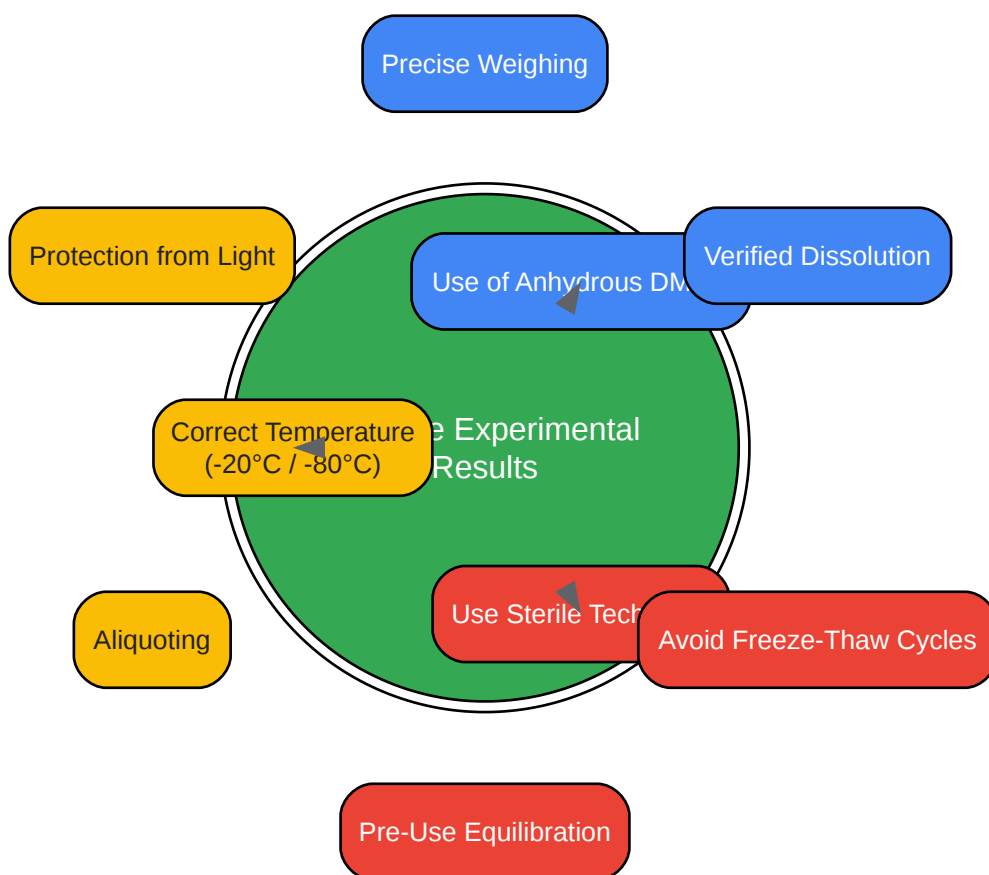 Precise Weighing
Protection from Light
Verified Dissolution
Use of Anhydrous
Correct Temperature
(-20°C / -80°C)
Experimental
Results
Use Sterile
Aliquoting
Avoid Freeze-Thaw Cycles
Pre-Use Equilibration